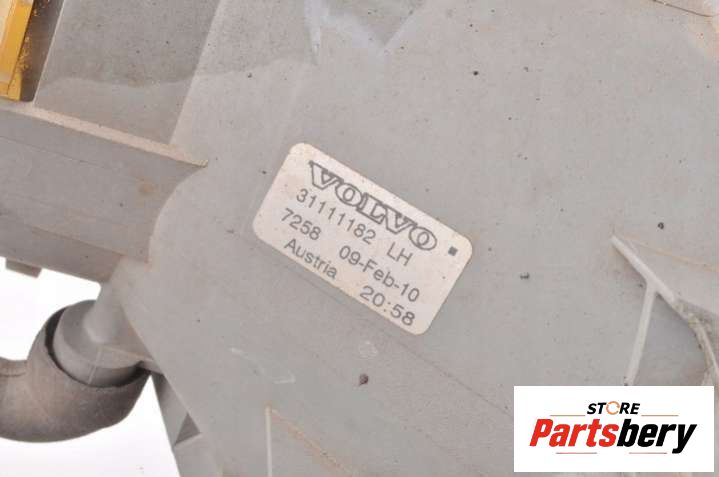 VOLVO
31111182 LH
7258 09-Feb-10
Austria 20:58
STORE
Partsbery